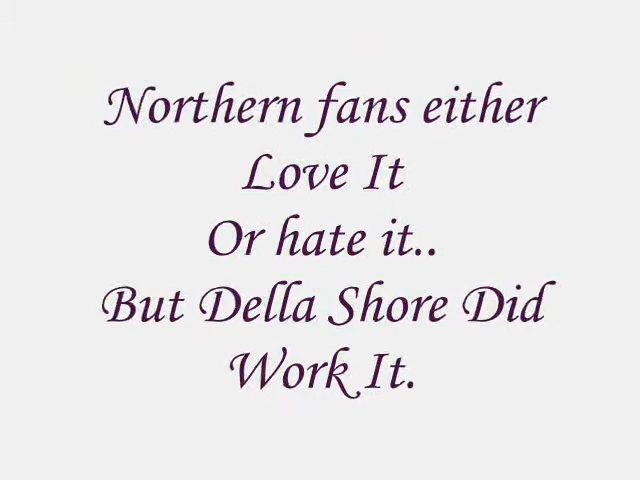 Northern fans either
Love It
Or hate it..
But Della Shore Did
Work It.